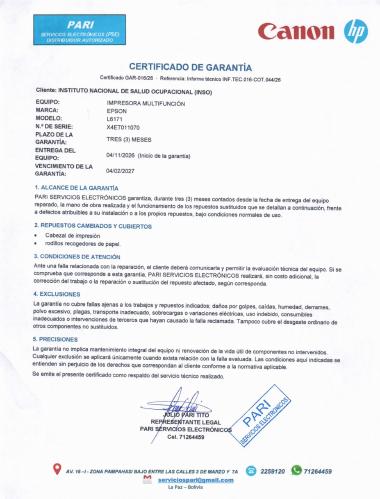 PARI
SERVICIOS ELECTRÓNICOS (PSE)
DISTRIBUIDOR AUTORIZADO
Canon
hp
CERTIFICADO DE GARANTÍA
Certificado GAR-016/26 - Referencia: Informe técnico INF.TEC.016-COT.044/26
Cliente: INSTITUTO NACIONAL DE SALUD OCUPACIONAL (INSO)
EQUIPO: IMPRESORA MULTIFUNCIÓN
MARCA: EPSON
MODELO: L6171
N.º DE SERIE: X4ET011070
PLAZO DE LA
GARANTÍA: TRES (3) MESES
ENTREGA DEL
EQUIPO: 04/11/2026 (Inicio de la garantía)
VENCIMIENTO DE LA
GARANTÍA: 04/02/2027
1. ALCANCE DE LA GARANTÍA
PARI SERVICIOS ELECTRÓNICOS garantiza, durante tres (3) meses contados desde la fecha de entrega del equipo
reparado, la mano de obra realizada y el funcionamiento de los repuestos sustituidos que se detallan a continuación, frente
a defectos atribuibles a su instalación o a los propios repuestos, bajo condiciones normales de uso.
2. REPUESTOS CAMBIADOS Y CUBIERTOS
• Cabezal de impresión
• rodillos recogedores de papel.
3. CONDICIONES DE ATENCIÓN
Ante una falla relacionada con la reparación, el cliente deberá comunicarla y permitir la evaluación técnica del equipo. Si se
comprueba que corresponde a esta garantía, PARI SERVICIOS ELECTRÓNICOS realizará, sin costo adicional, la
corrección del trabajo o la reparación o sustitución del repuesto afectado, según corresponda.
4. EXCLUSIONES
La garantía no cubre fallas ajenas a los trabajos y repuestos indicados; daños por golpes, caídas, humedad, derrames,
polvo excesivo, plagas, transporte inadecuado, sobrecargas o variaciones eléctricas, uso indebido, consumibles
inadecuados o intervenciones de terceros que hayan causado la falla reclamada. Tampoco cubre el desgaste ordinario de
otros componentes no sustituidos.
5. PRECISIONES
La garantía no implica mantenimiento integral del equipo ni renovación de la vida útil de componentes no intervenidos.
Cualquier exclusión se aplicará únicamente cuando exista relación con la falla evaluada. Las condiciones aquí indicadas se
entienden sin perjuicio de los derechos que correspondan al cliente conforme a la normativa aplicable.
Se emite el presente certificado como respaldo del servicio técnico realizado.
JULIO PARI TITO
REPRESENTANTE LEGAL
PARI SERVICIOS ELECTRÓNICOS
Cel. 71264459
PARI
SERVICIOS ELECTRÓNICOS
AV. 16 -I - ZONA PAMPAHASI BAJO ENTRE LAS CALLES 3 DE MARZO Y 7A
2259120
71264459
serviciospari@gmail.com
La Paz – Bolivia